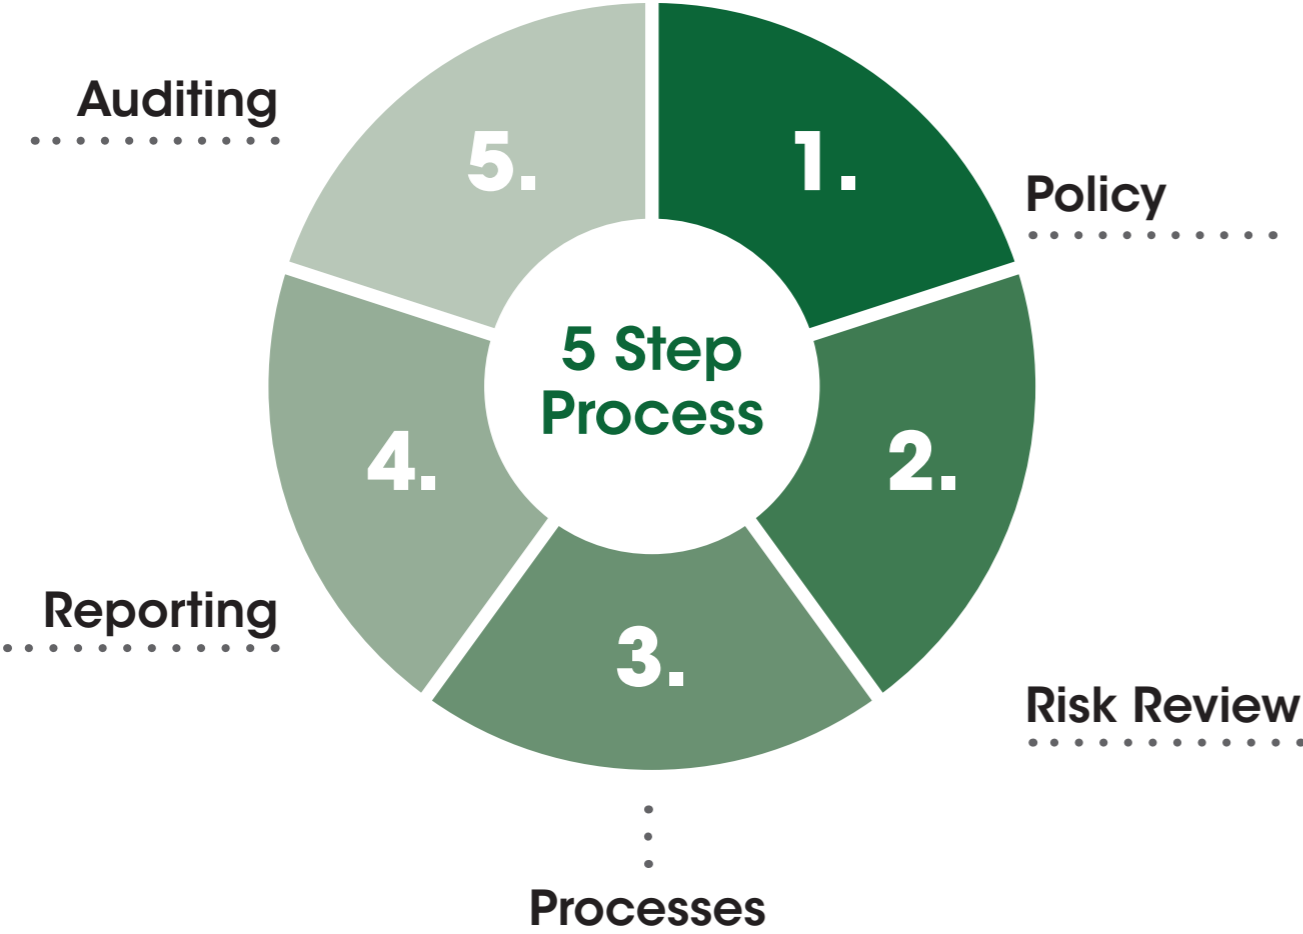 5 Step
Process
1.
Policy
2.
Risk Review
3.
Processes
4.
Reporting
5.
Auditing